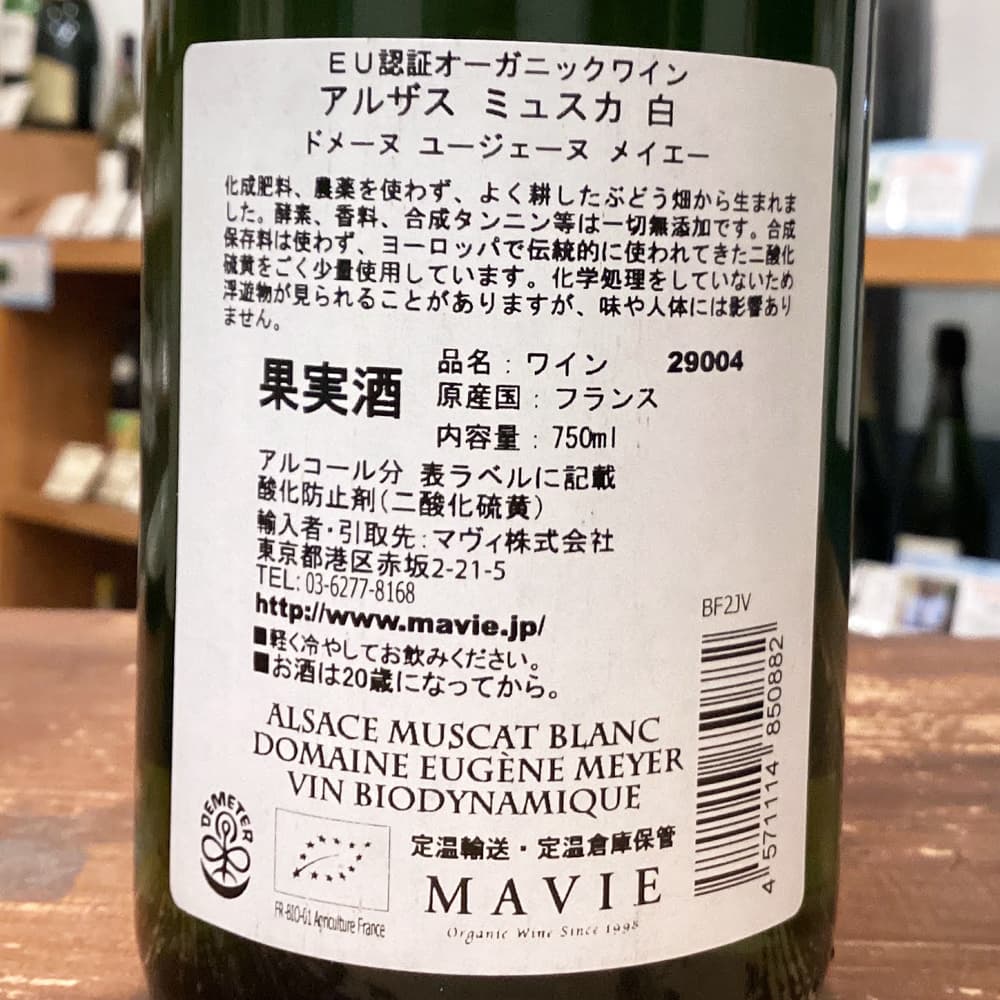 EU認証オーガニックワイン
アルザス ミュスカ 白
ドメーヌ ユージェーヌ メイエー
化成肥料、農薬を使わず、よく耕したぶどう畑から生まれま
した。酵素、香料、合成タンニン等は一切無添加です。合成
保存料は使わず、ヨーロッパで伝統的に使われてきた二酸化
硫黄をごく少量使用しています。化学処理をしていないため
浮遊物が見られることがありますが、味や人体には影響あり
ません。
果実酒
品名：ワイン 29004
原産国：フランス
内容量：750ml
アルコール分 表ラベルに記載
酸化防止剤(二酸化硫黄)
輸入者・引取先：マヴィ株式会社
東京都港区赤坂2-21-5
TEL: 03-6277-8168
http://www.mavie.jp/
■軽く冷やしてお飲みください。
■お酒は20歳になってから。
BF2JV
4 571114 850882
ALSACE MUSCAT BLANC
DOMAINE EUGÈNE MEYER
VIN BIODYNAMIQUE
DEMETER
FR-BIO-01 Agriculture France
定温輸送・定温倉庫保管
MAVIE
Organic Wine Since 1998